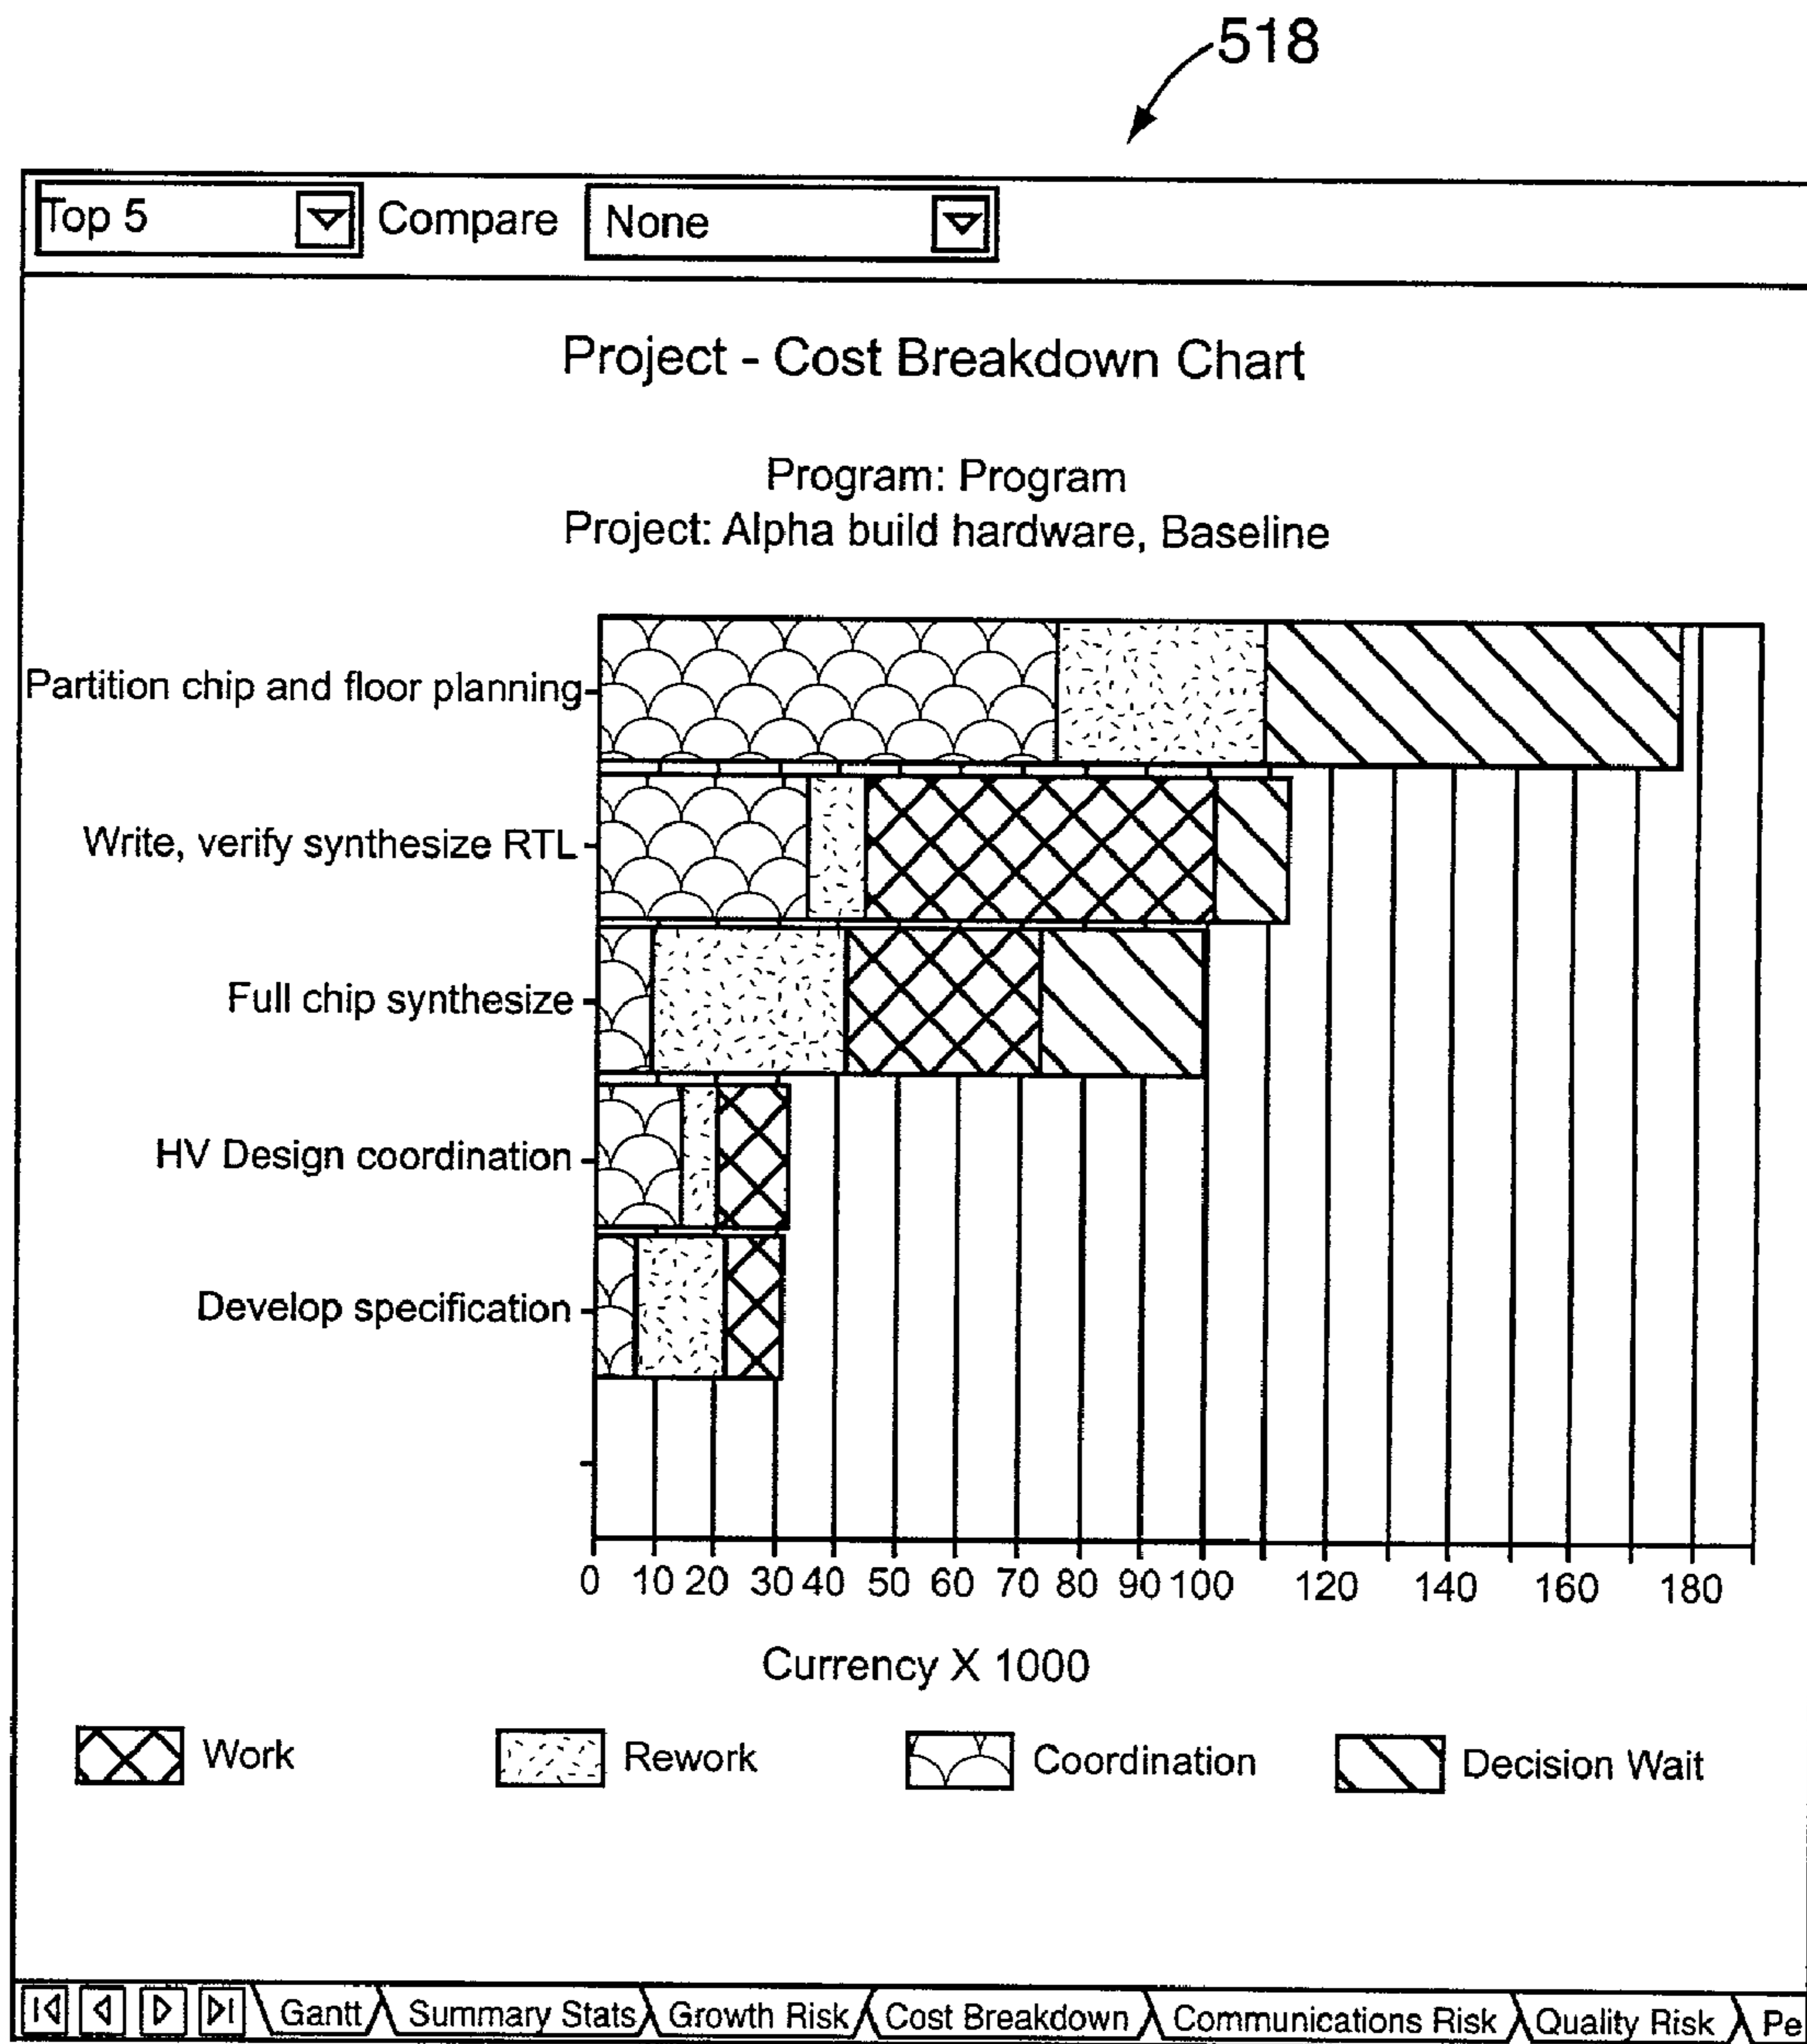 518
Top 5 Compare None
Project - Cost Breakdown Chart
Program: Program
Project: Alpha build hardware, Baseline
Partition chip and floor planning
Write, verify synthesize RTL
Full chip synthesize
HV Design coordination
Develop specification
0 10 20 30 40 50 60 70 80 90 100 120 140 160 180
Currency X 1000
Work Rework Coordination Decision Wait
Gantt Summary Stats Growth Risk Cost Breakdown Communications Risk Quality Risk Pe